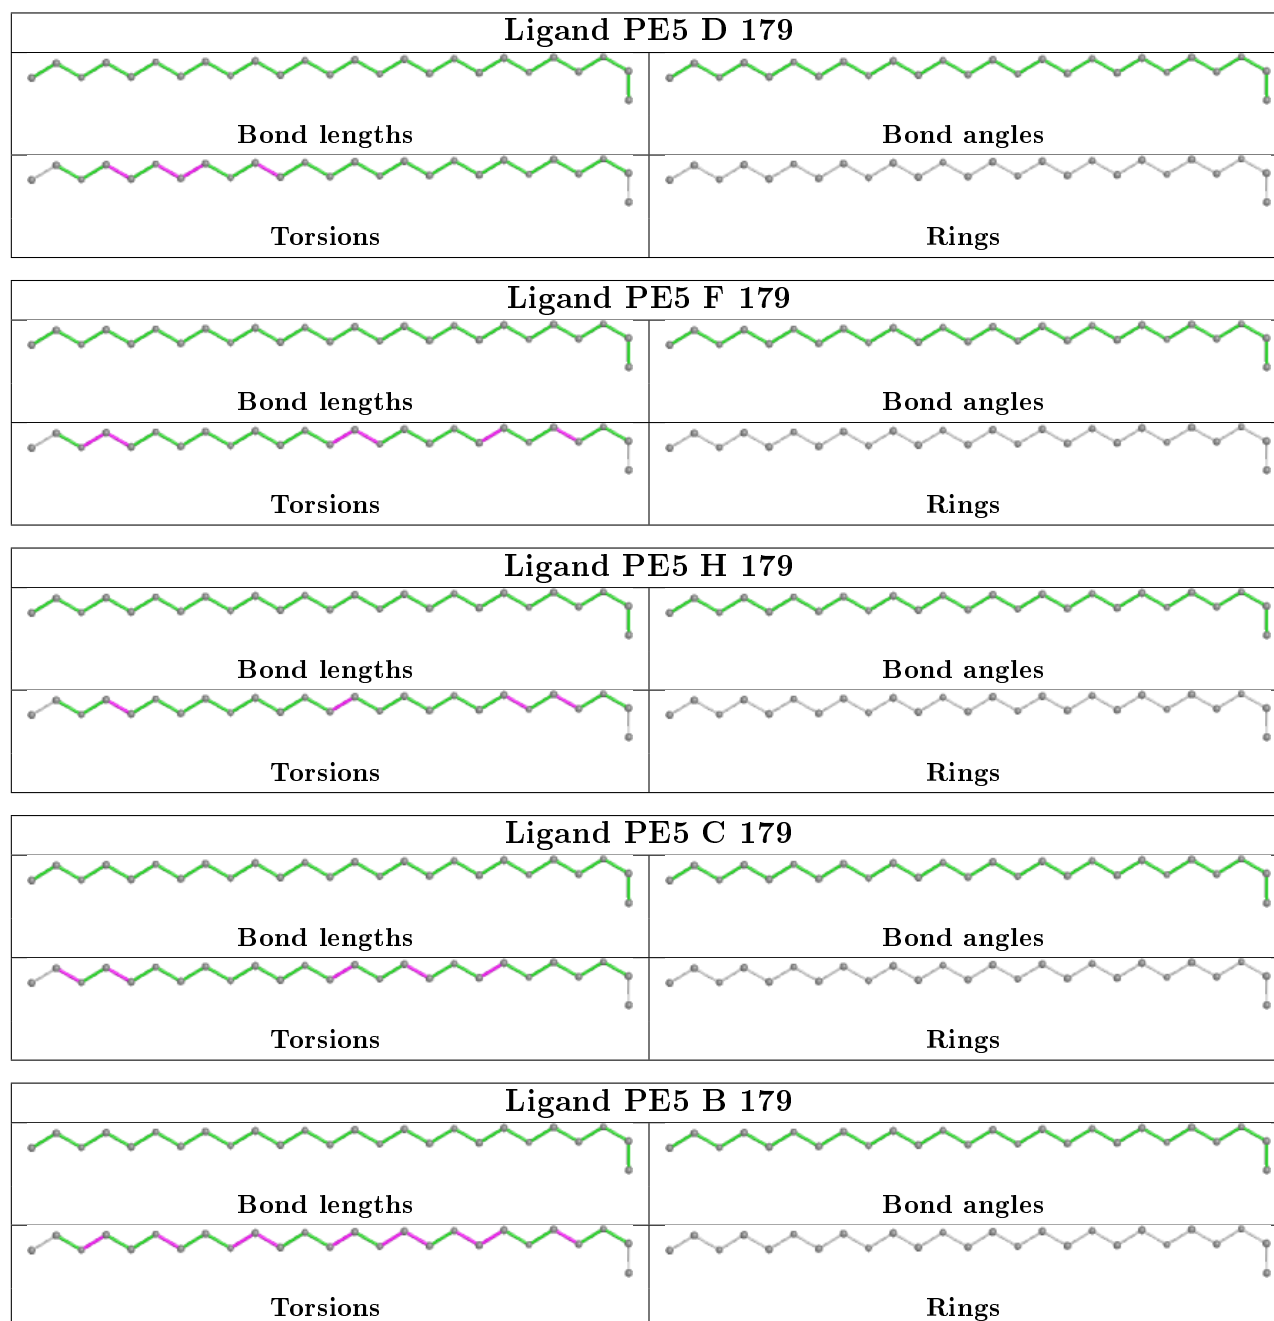 Ligand PE5 D 179
Bond lengths
Bond angles
Torsions
Rings
Ligand PE5 F 179
Bond lengths
Bond angles
Torsions
Rings
Ligand PE5 H 179
Bond lengths
Bond angles
Torsions
Rings
Ligand PE5 C 179
Bond lengths
Bond angles
Torsions
Rings
Ligand PE5 B 179
Bond lengths
Bond angles
Torsions
Rings